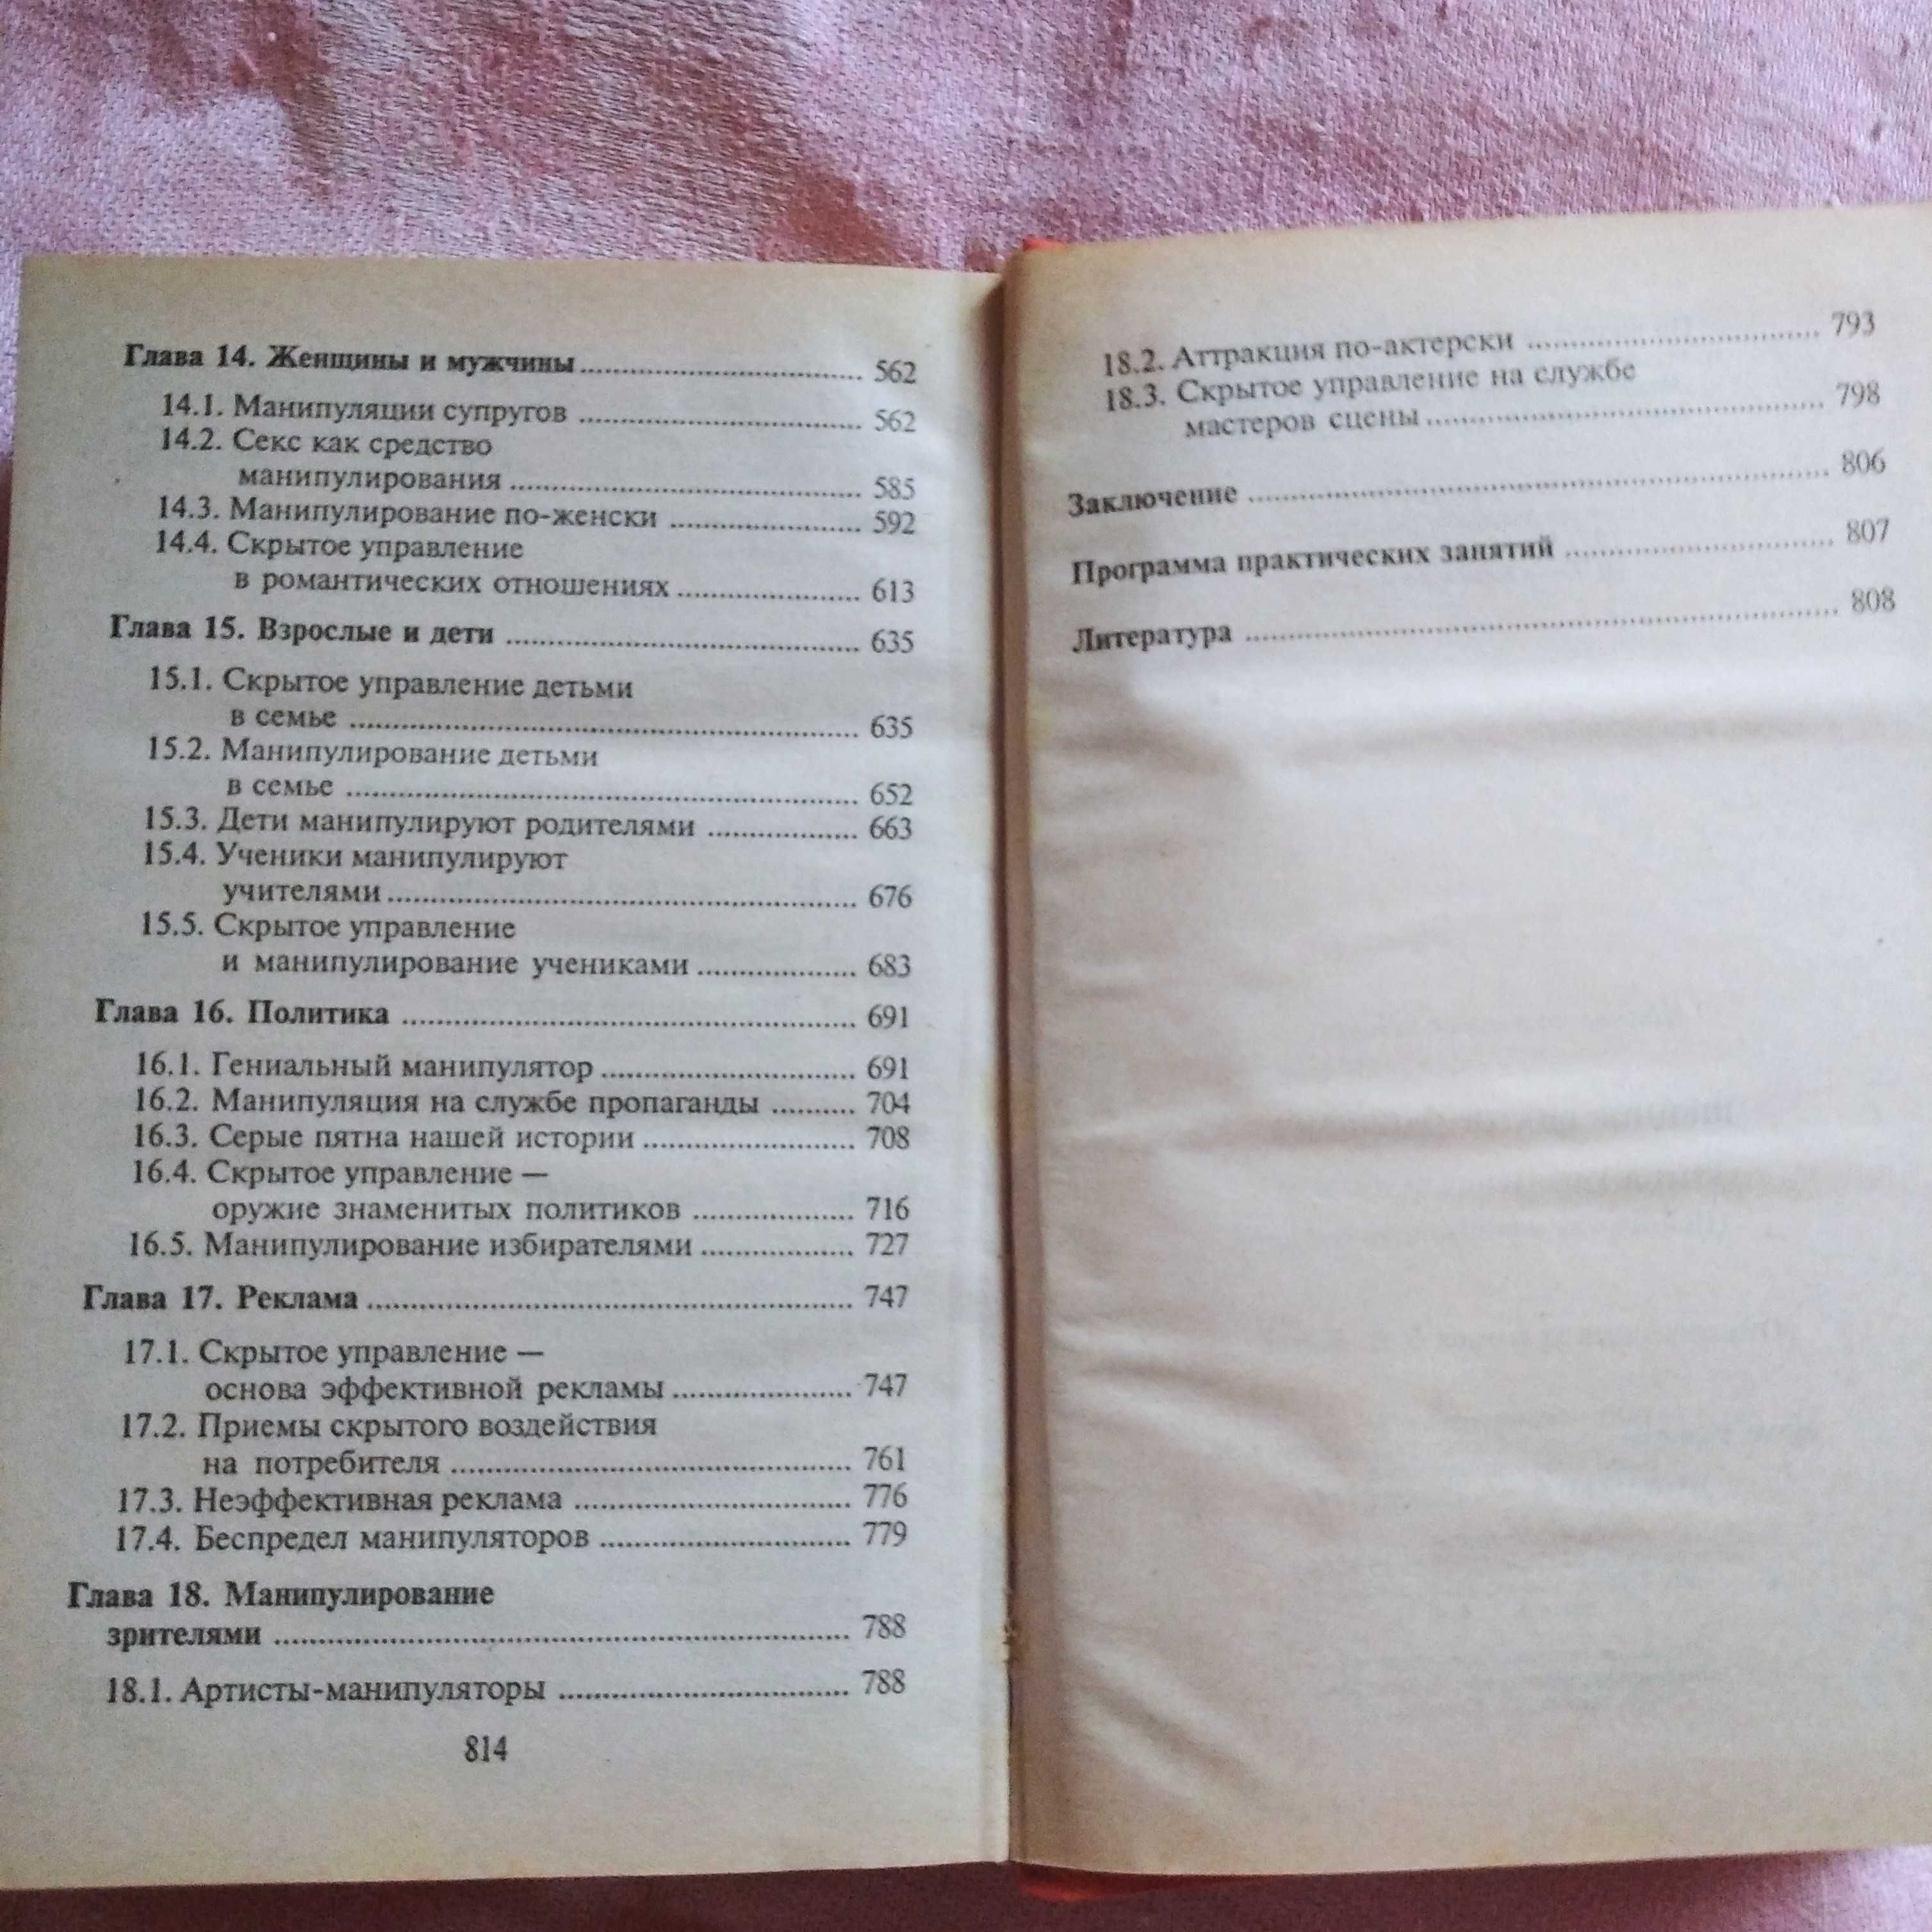 Глава 14. Женщины и мужчины.......... 562
14.1. Манипуляции супругов .......... 562
14.2. Секс как средство
манипулирования .......... 585
14.3. Манипулирование по-женски .......... 592
14.4. Скрытое управление
в романтических отношениях .......... 613
Глава 15. Взрослые и дети .......... 635
15.1. Скрытое управление детьми
в семье .......... 635
15.2. Манипулирование детьми
в семье .......... 652
15.3. Дети манипулируют родителями .......... 663
15.4. Ученики манипулируют
учителями .......... 676
15.5. Скрытое управление
и манипулирование учениками .......... 683
Глава 16. Политика .......... 691
16.1. Гениальный манипулятор .......... 691
16.2. Манипуляция на службе пропаганды .......... 704
16.3. Серые пятна нашей истории .......... 708
16.4. Скрытое управление —
оружие знаменитых политиков .......... 716
16.5. Манипулирование избирателями .......... 727
Глава 17. Реклама .......... 747
17.1. Скрытое управление —
основа эффективной рекламы .......... 747
17.2. Приемы скрытого воздействия
на потребителя .......... 761
17.3. Неэффективная реклама .......... 776
17.4. Беспредел манипуляторов .......... 779
Глава 18. Манипулирование
зрителями .......... 788
18.1. Артисты-манипуляторы .......... 788
814
18.2. Аттракция по-актерски .......... 793
18.3. Скрытое управление на службе
мастеров сцены .......... 798
Заключение .......... 806
Программа практических занятий .......... 807
Литература .......... 808